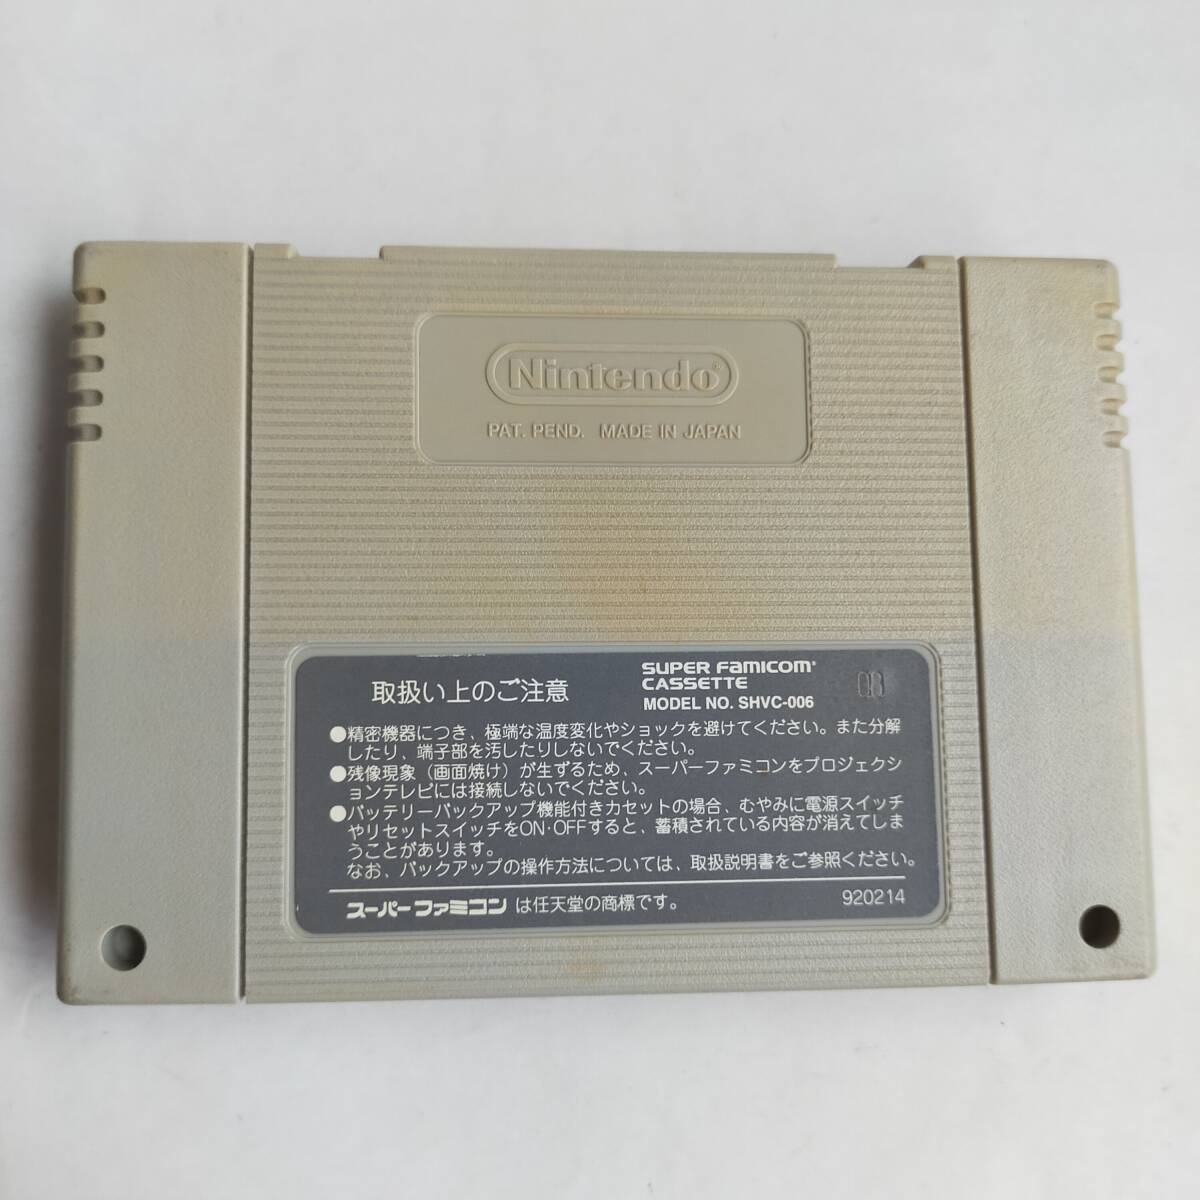 Nintendo®
PAT. PEND. MADE IN JAPAN
取扱い上のご注意
SUPER FAMICOM®
CASSETTE
MODEL NO. SHVC-006
●精密機器につき、極端な温度変化やショックを避けてください。また分解
したり、端子部を汚したりしないでください。
●残像現象（画面焼け）が生ずるため、スーパーファミコンをプロジェクシ
ョンテレビには接続しないでください。
●バッテリーバックアップ機能付きカセットの場合、むやみに電源スイッチ
やリセットスイッチをON·OFFすると、蓄積されている内容が消えてしま
うことがあります。
なお、バックアップの操作方法については、取扱説明書をご参照ください。
スーパーファミコン は任天堂の商標です。
920214